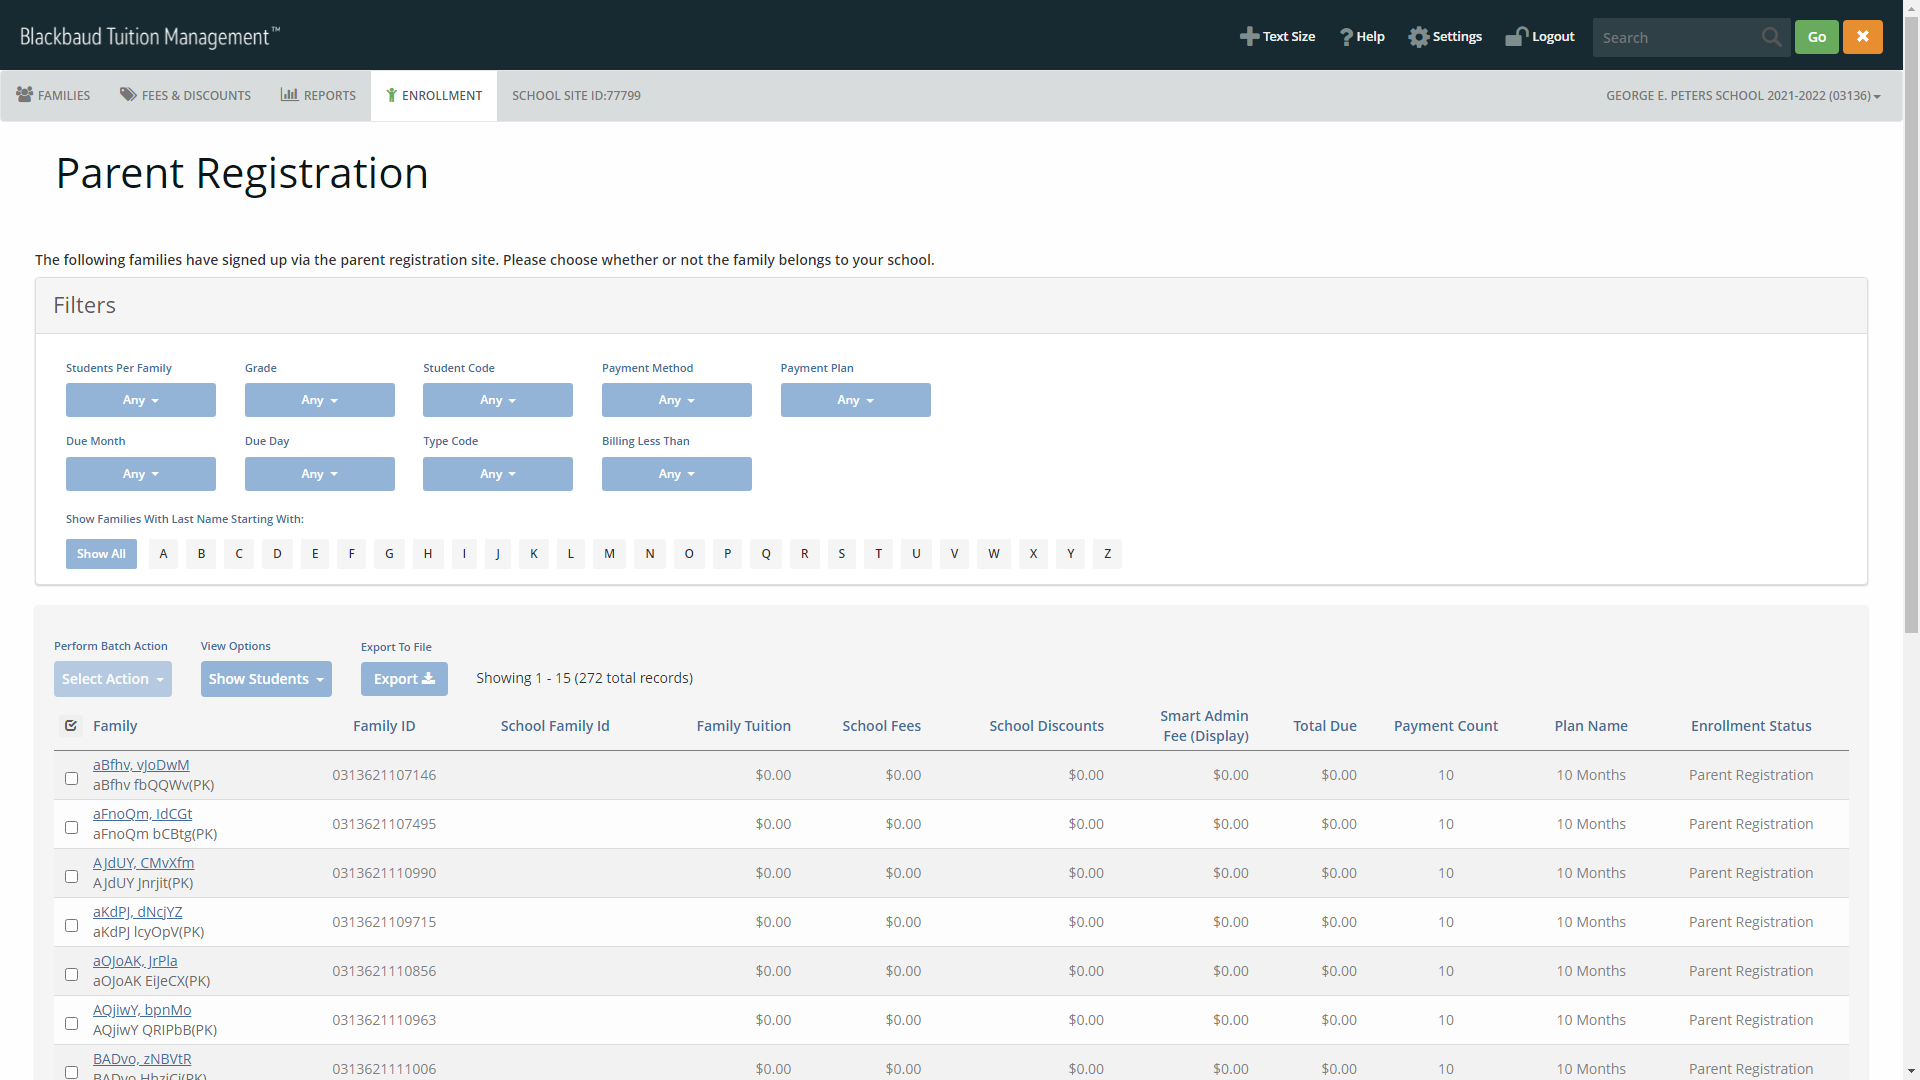 Blackbaud Tuition Management™
Text Size
Help
Settings
Logout
Search
Go
FAMILIES
FEES & DISCOUNTS
REPORTS
ENROLLMENT
SCHOOL SITE ID:77799
GEORGE E. PETERS SCHOOL 2021-2022 (03136)
Parent Registration
The following families have signed up via the parent registration site. Please choose whether or not the family belongs to your school.
Filters
Students Per Family Grade Student Code Payment Method Payment Plan
Any Any Any Any Any
Due Month Due Day Type Code Billing Less Than
Any Any Any Any
Show Families With Last Name Starting With:
Show All A B C D E F G H I J K L M N O P Q R S T U V W X Y Z
Perform Batch Action View Options Export To File
Select Action Show Students Export Showing 1 - 15 (272 total records)
Family Family ID School Family Id Family Tuition School Fees School Discounts Smart Admin Fee (Display) Total Due Payment Count Plan Name Enrollment Status
aBfhv, vJoDwM
aBfhv fbQQWv(PK)
0313621107146 $0.00 $0.00 $0.00 $0.00 $0.00 10 10 Months Parent Registration
aFnoQm, IdCGt
aFnoQm bCBtg(PK)
0313621107495 $0.00 $0.00 $0.00 $0.00 $0.00 10 10 Months Parent Registration
AJdUY, CMvXfm
AJdUY Jnrjit(PK)
0313621110990 $0.00 $0.00 $0.00 $0.00 $0.00 10 10 Months Parent Registration
aKdPJ, dNcjYZ
aKdPJ lcyOpV(PK)
0313621109715 $0.00 $0.00 $0.00 $0.00 $0.00 10 10 Months Parent Registration
aOJoAK, JrPla
aOJoAK EiJeCX(PK)
0313621110856 $0.00 $0.00 $0.00 $0.00 $0.00 10 10 Months Parent Registration
AQjiwY, bpnMo
AQjiwY QRIPbB(PK)
0313621110963 $0.00 $0.00 $0.00 $0.00 $0.00 10 10 Months Parent Registration
BADvo, zNBVtR
0313621111006 $0.00 $0.00 $0.00 $0.00 $0.00 10 10 Months Parent Registration